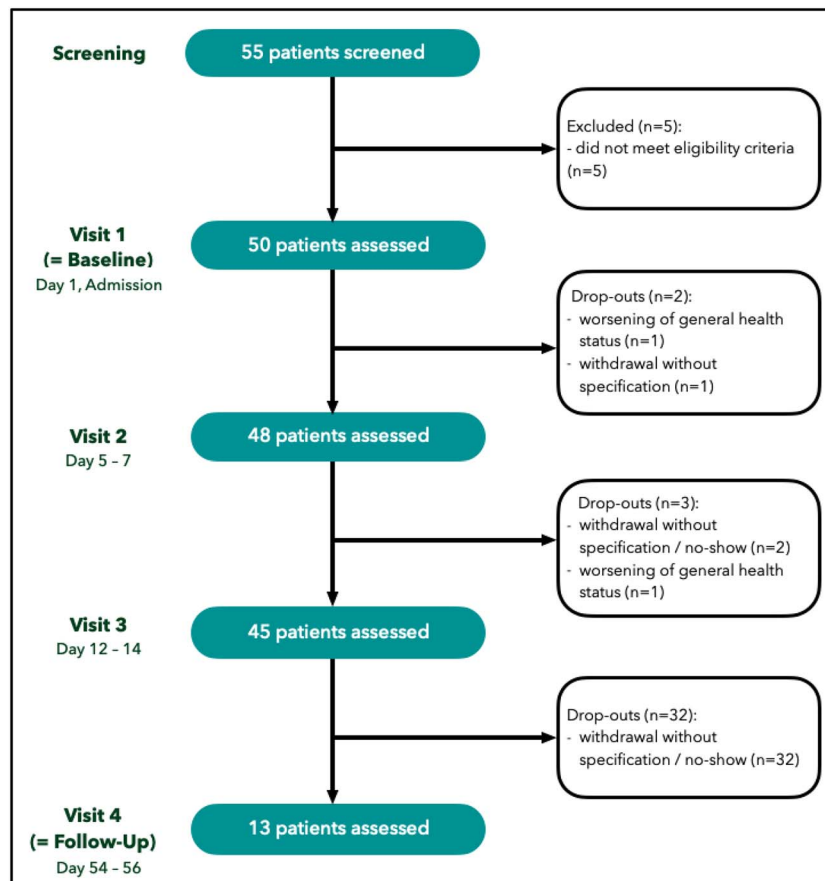 Screening
55 patients screened
Excluded (n=5):
- did not meet eligibility criteria
(n=5)
Visit 1
(= Baseline)
Day 1, Admission
50 patients assessed
Drop-outs (n=2):
- worsening of general health
status (n=1)
- withdrawal without
specification (n=1)
Visit 2
Day 5 – 7
48 patients assessed
Drop-outs (n=3):
- withdrawal without
specification / no-show (n=2)
- worsening of general health
status (n=1)
Visit 3
Day 12 – 14
45 patients assessed
Drop-outs (n=32):
- withdrawal without
specification / no-show (n=32)
Visit 4
(= Follow-Up)
Day 54 – 56
13 patients assessed